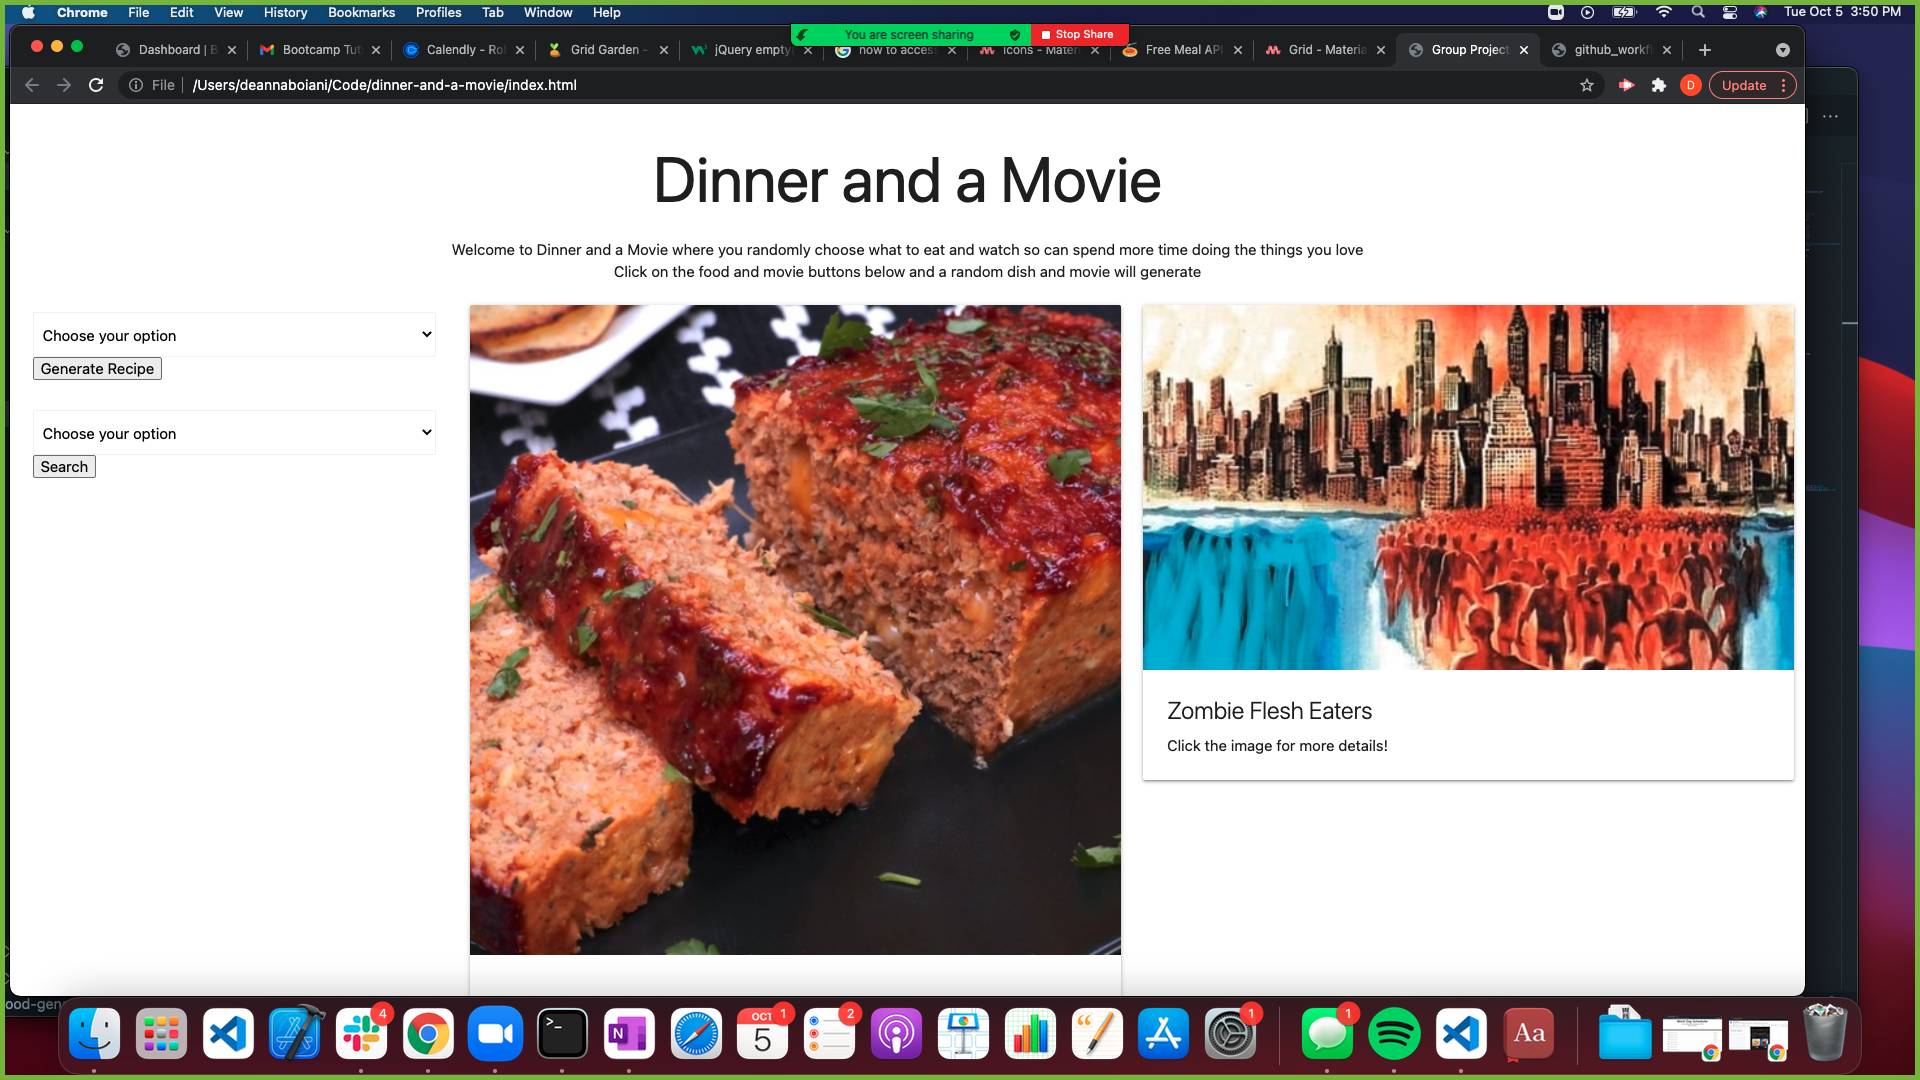 Chrome File Edit View History Bookmarks Profiles Tab Window Help Tue Oct 5 3:50 PM
You are screen sharing Stop Share
Dashboard | B Bootcamp Tut Calendly - Ro Grid Garden - jQuery empty how to access Icons - Materi Free Meal API Grid - Materia Group Project github_workf
File /Users/deannaboiani/Code/dinner-and-a-movie/index.html D Update
Dinner and a Movie
Welcome to Dinner and a Movie where you randomly choose what to eat and watch so can spend more time doing the things you love
Click on the food and movie buttons below and a random dish and movie will generate
Choose your option
Generate Recipe
Choose your option
Search
Zombie Flesh Eaters
Click the image for more details!
ood-gen
4 OCT 1 5 2 1 1
N Aa